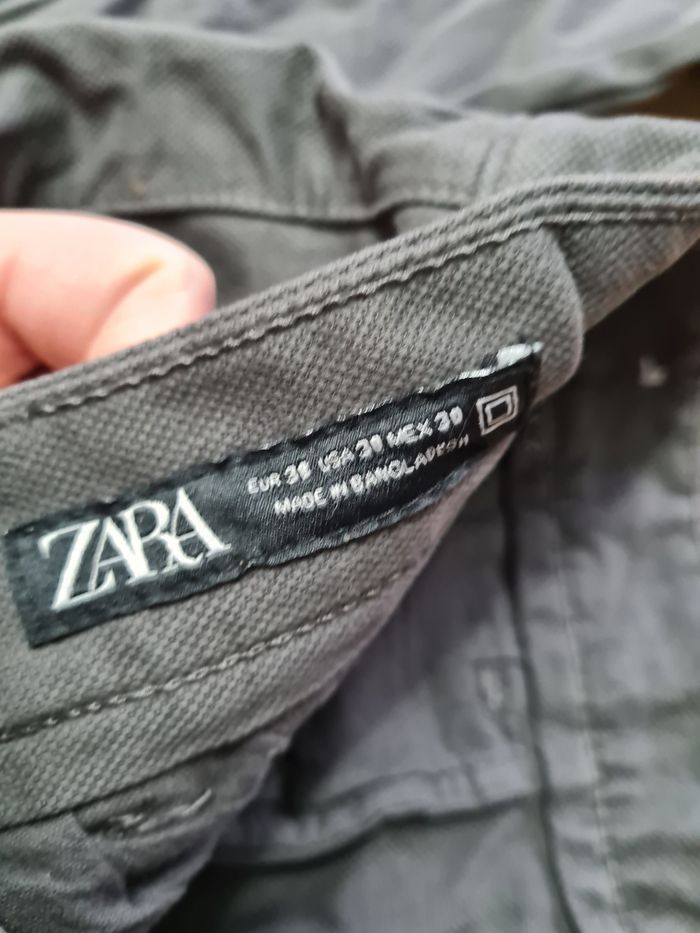 ZARA
EUR 38 USA 30 MEX 30
MADE IN BANGLADESH